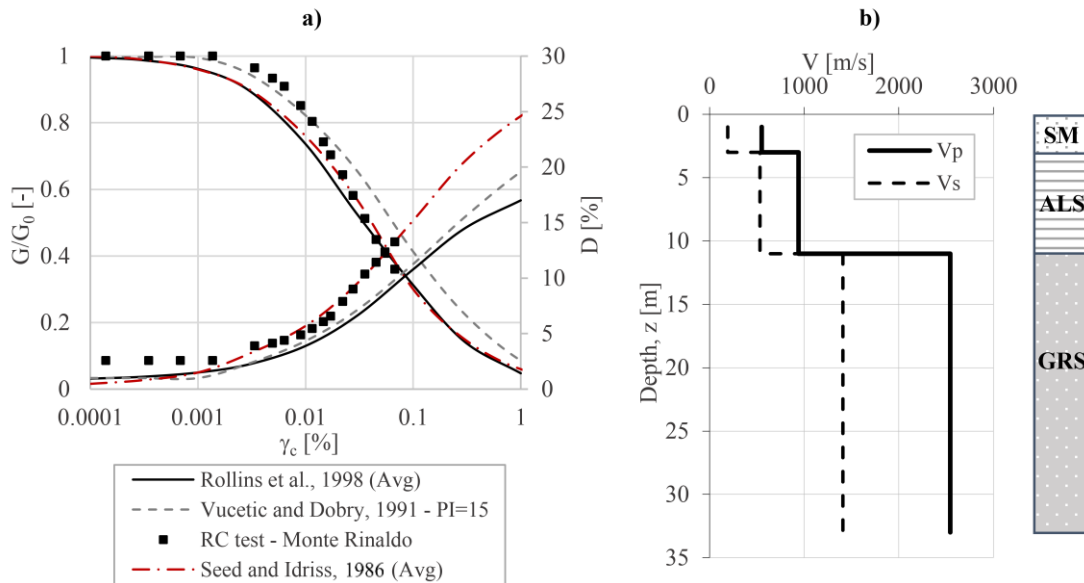 a)
G/G0 [-]
1
0.8
0.6
0.4
0.2
0
30
25
20
15
10
5
0
D [%]
0.0001 0.001 0.01 0.1 1
γc [%]
Rollins et al., 1998 (Avg)
Vucetic and Dobry, 1991 - PI=15
RC test - Monte Rinaldo
Seed and Idriss, 1986 (Avg)
b)
V [m/s]
0 1000 2000 3000
Depth, z [m]
0
5
10
15
20
25
30
35
Vp
Vs
SM
ALS
GRS